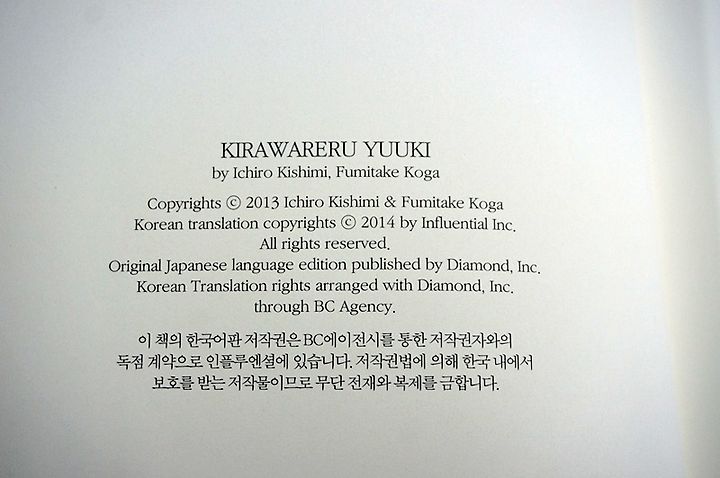 KIRAWARERU YUUKI
by Ichiro Kishimi, Fumitake Koga
Copyrights ⓒ 2013 Ichiro Kishimi & Fumitake Koga
Korean translation copyrights ⓒ 2014 by Influential Inc.
All rights reserved.
Original Japanese language edition published by Diamond, Inc.
Korean Translation rights arranged with Diamond, Inc.
through BC Agency.
이 책의 한국어판 저작권은 BC에이전시를 통한 저작권자와의
독점 계약으로 인플루엔셜에 있습니다. 저작권법에 의해 한국 내에서
보호를 받는 저작물이므로 무단 전재와 복제를 금합니다.